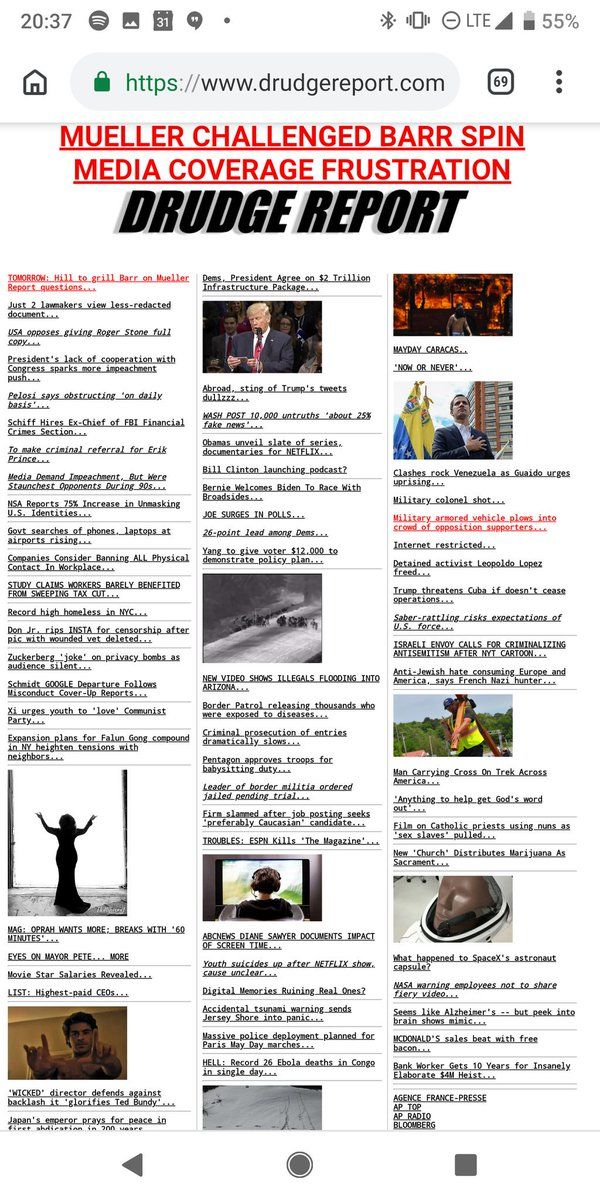 20:37
31
LTE
55%
https://www.drudgereport.com
69
MUELLER CHALLENGED BARR SPIN
MEDIA COVERAGE FRUSTRATION
DRUDGE REPORT
TOMORROW: Hill to grill Barr on Mueller
Report questions...
Just 2 lawmakers view less-redacted
document...
USA opposes giving Roger Stone full
copy...
President's lack of cooperation with
Congress sparks more impeachment
push...
Pelosi says obstructing 'on daily
basis'...
Schiff Hires Ex-Chief of FBI Financial
Crimes Section...
To make criminal referral for Erik
Prince...
Media Demand Impeachment, But Were
Staunchest Opponents During 90s...
NSA Reports 75% Increase in Unmasking
U.S. Identities...
Govt searches of phones, laptops at
airports rising...
Companies Consider Banning ALL Physical
Contact In Workplace...
STUDY CLAIMS WORKERS BARELY BENEFITED
FROM SWEEPING TAX CUT...
Record high homeless in NYC...
Don Jr. rips INSTA for censorship after
pic with wounded vet deleted...
Zuckerberg 'joke' on privacy bombs as
audience silent...
Schmidt GOOGLE Departure Follows
Misconduct Cover-Up Reports...
Xi urges youth to 'love' Communist
Party...
Expansion plans for Falun Gong compound
in NY heighten tensions with
neighbors...
MAG: OPRAH WANTS MORE; BREAKS WITH '60
MINUTES'...
EYES ON MAYOR PETE... MORE
Movie Star Salaries Revealed...
LIST: Highest-paid CEOs...
'WICKED' director defends against
backlash it 'glorifies Ted Bundy'...
Japan's emperor prays for peace in
first abdication in 200 years
Dems, President Agree on $2 Trillion
Infrastructure Package...
Abroad, sting of Trump's tweets
dullzzz...
WASH POST 10,000 untruths 'about 25%
fake news'...
Obamas unveil slate of series,
documentaries for NETFLIX...
Bill Clinton launching podcast?
Bernie Welcomes Biden To Race With
Broadsides...
JOE SURGES IN POLLS...
26-point lead among Dems...
Yang to give voter $12,000 to
demonstrate policy plan...
NEW VIDEO SHOWS ILLEGALS FLOODING INTO
ARIZONA...
Border Patrol releasing thousands who
were exposed to diseases...
Criminal prosecution of entries
dramatically slows...
Pentagon approves troops for
babysitting duty...
Leader of border militia ordered
jailed pending trial...
Firm slammed after job posting seeks
'preferably Caucasian' candidate...
TROUBLES: ESPN Kills 'The Magazine'...
ABCNEWS DIANE SAWYER DOCUMENTS IMPACT
OF SCREEN TIME...
Youth suicides up after NETFLIX show,
cause unclear...
Digital Memories Ruining Real Ones?
Accidental tsunami warning sends
Jersey Shore into panic...
Massive police deployment planned for
Paris May Day marches...
HELL: Record 26 Ebola deaths in Congo
in single day...
MAYDAY CARACAS..
'NOW OR NEVER'...
Clashes rock Venezuela as Guaido urges
uprising...
Military colonel shot...
Military armored vehicle plows into
crowd of opposition supporters...
Internet restricted...
Detained activist Leopoldo Lopez
freed...
Trump threatens Cuba if doesn't cease
operations...
Saber-rattling risks expectations of
U.S. force...
ISRAELI ENVOY CALLS FOR CRIMINALIZING
ANTISEMITISM AFTER NYT CARTOON...
Anti-Jewish hate consuming Europe and
America, says French Nazi hunter...
Man Carrying Cross On Trek Across
America...
'Anything to help get God's word
out'...
Film on Catholic priests using nuns as
'sex slaves' pulled...
New 'Church' Distributes Marijuana As
Sacrament...
What happened to SpaceX's astronaut
capsule?
NASA warning employees not to share
fiery video...
Seems like Alzheimer's -- but peek into
brain shows mimic...
MCDONALD'S sales beat with free
bacon...
Bank Worker Gets 10 Years for Insanely
Elaborate $4M Heist...
AGENCE FRANCE-PRESSE
AP TOP
AP RADIO
BLOOMBERG